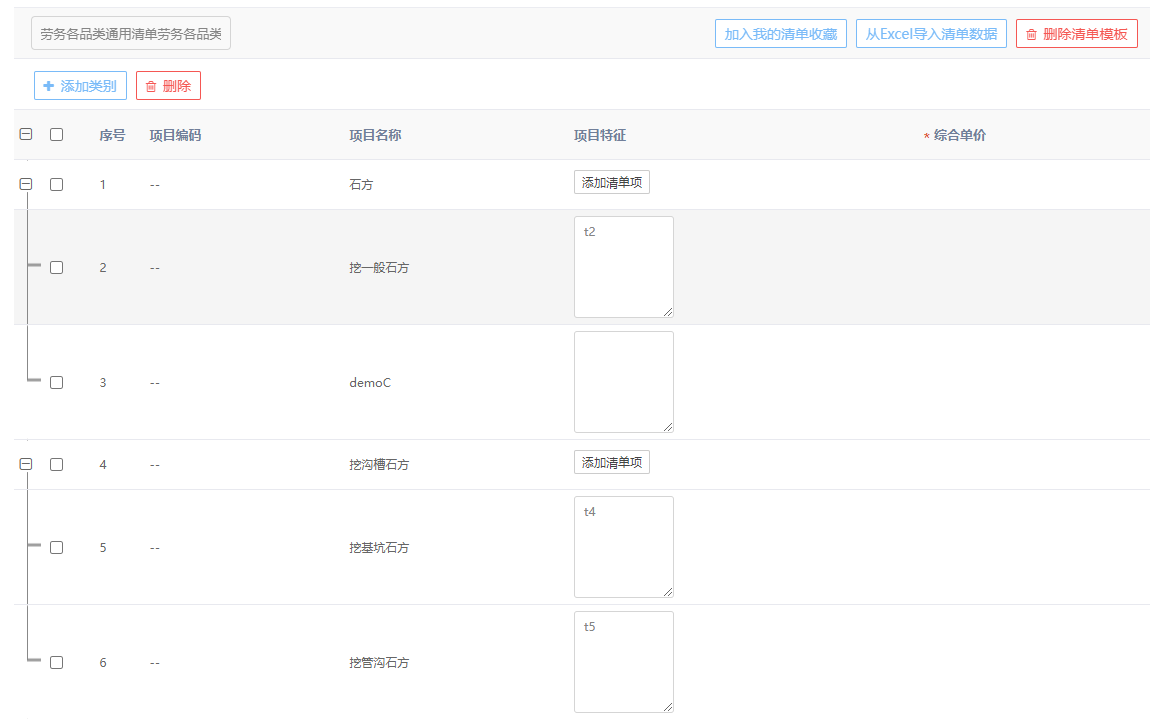 劳务各品类通用清单劳务各品类
加入我的清单收藏 从Excel导入清单数据 删除清单模板
添加类别 删除
序号 项目编码 项目名称 项目特征 * 综合单价
1 -- 石方 添加清单项
2 -- 挖一般石方 t2
3 -- demoC
4 -- 挖沟槽石方 添加清单项
5 -- 挖基坑石方 t4
6 -- 挖管沟石方 t5